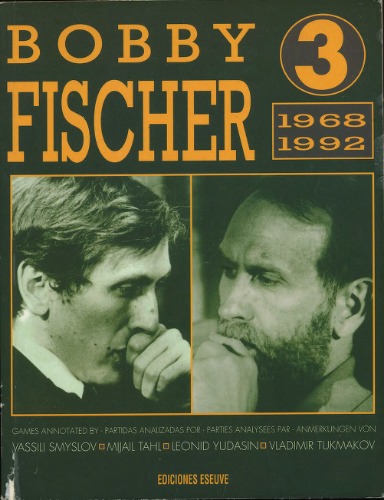 BOBBY
FISCHER
3
1968
1992
GAMES ANNOTATED BY - PARTIDAS ANALIZADAS POR - PARTIES ANALYSEES PAR - ANMERKUNGEN VON
VASSILI SMYSLOV ▪ MIJAIL TAHL ▪ LEONID YUDASIN ▪ VLADIMIR TUKMAKOV
EDICIONES ESEUVE